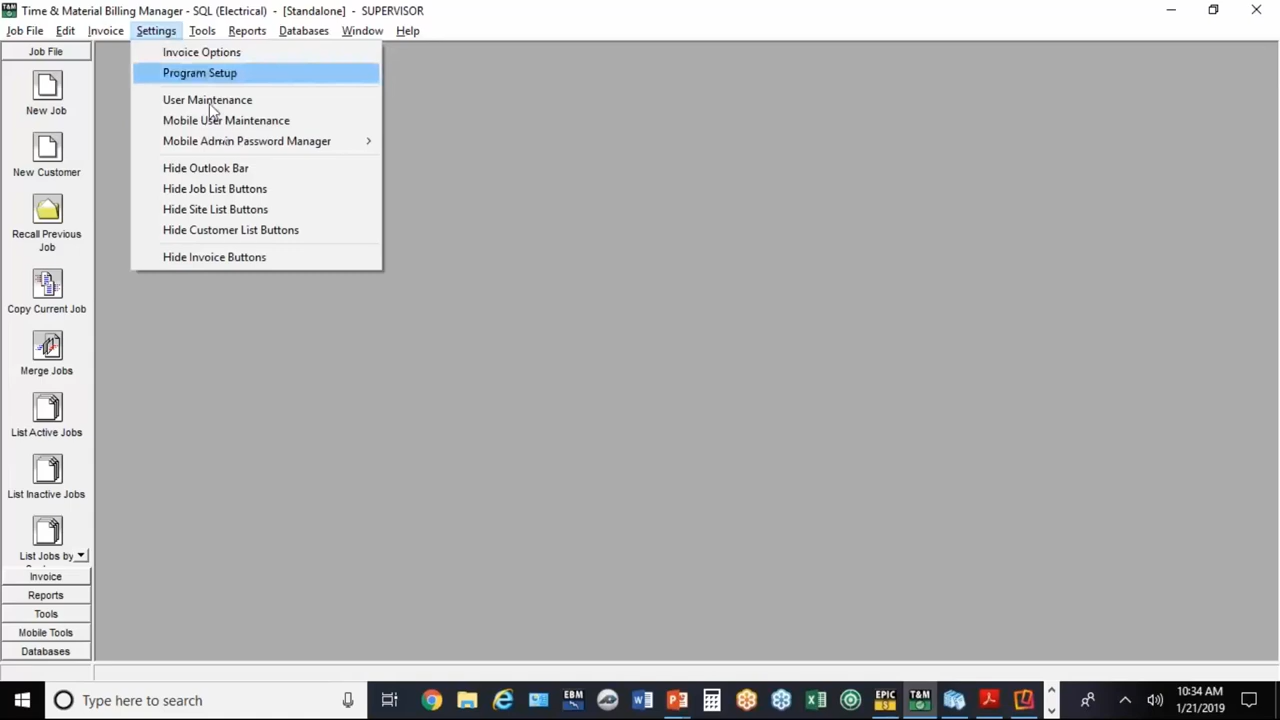 T&M
Time & Material Billing Manager - SQL (Electrical) - [Standalone] - SUPERVISOR
Job File Edit Invoice Settings Tools Reports Databases Window Help
Job File
New Job
New Customer
Recall Previous
Job
Copy Current Job
Merge Jobs
List Active Jobs
List Inactive Jobs
List Jobs by
Invoice
Reports
Tools
Mobile Tools
Databases
Invoice Options
Program Setup
User Maintenance
Mobile User Maintenance
Mobile Admin Password Manager
Hide Outlook Bar
Hide Job List Buttons
Hide Site List Buttons
Hide Customer List Buttons
Hide Invoice Buttons
Type here to search
EBM
EPIC
T&M
10:34 AM
1/21/2019